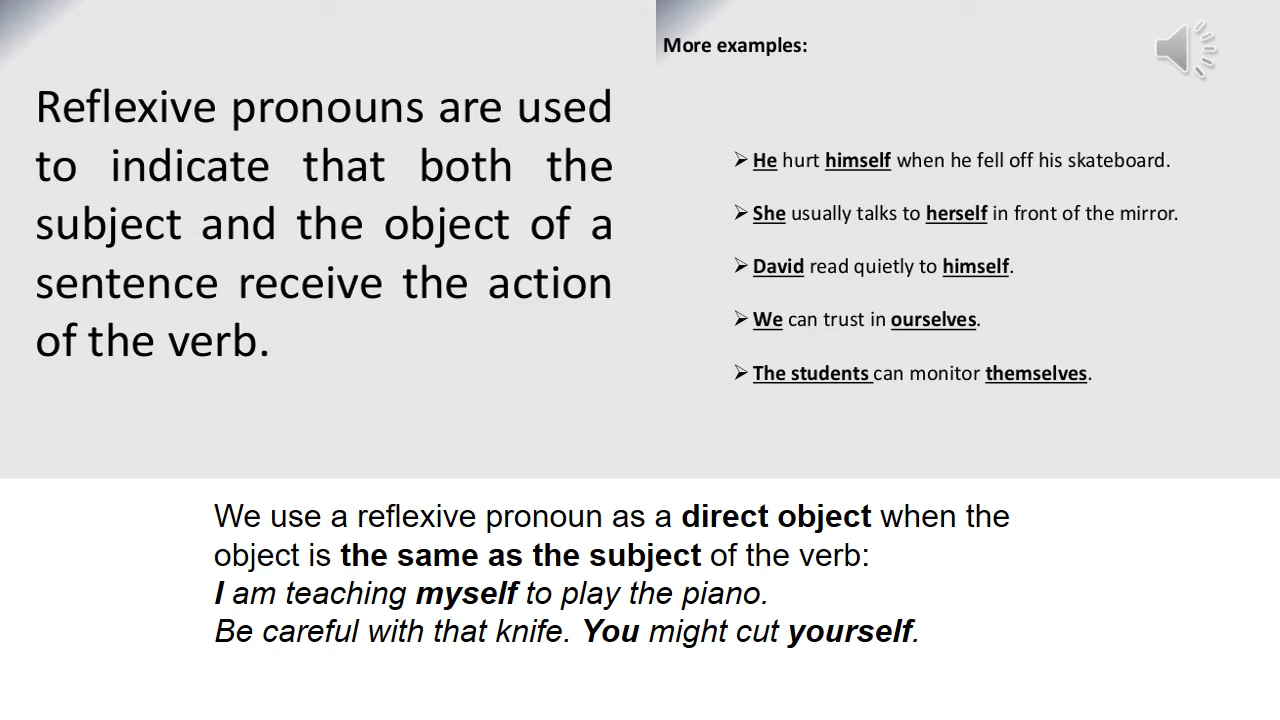 Reflexive pronouns are used
to indicate that both the
subject and the object of a
sentence receive the action
of the verb.
More examples:
➢ He hurt himself when he fell off his skateboard.
➢ She usually talks to herself in front of the mirror.
➢ David read quietly to himself.
➢ We can trust in ourselves.
➢ The students can monitor themselves.
We use a reflexive pronoun as a direct object when the
object is the same as the subject of the verb:
I am teaching myself to play the piano.
Be careful with that knife. You might cut yourself.